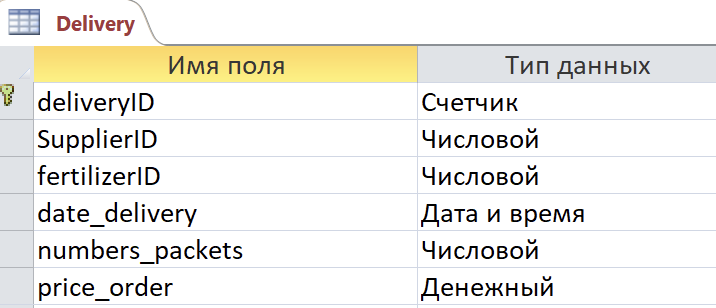 Delivery
Имя поля Тип данных
deliveryID Счетчик
SupplierID Числовой
fertilizerID Числовой
date_delivery Дата и время
numbers_packets Числовой
price_order Денежный